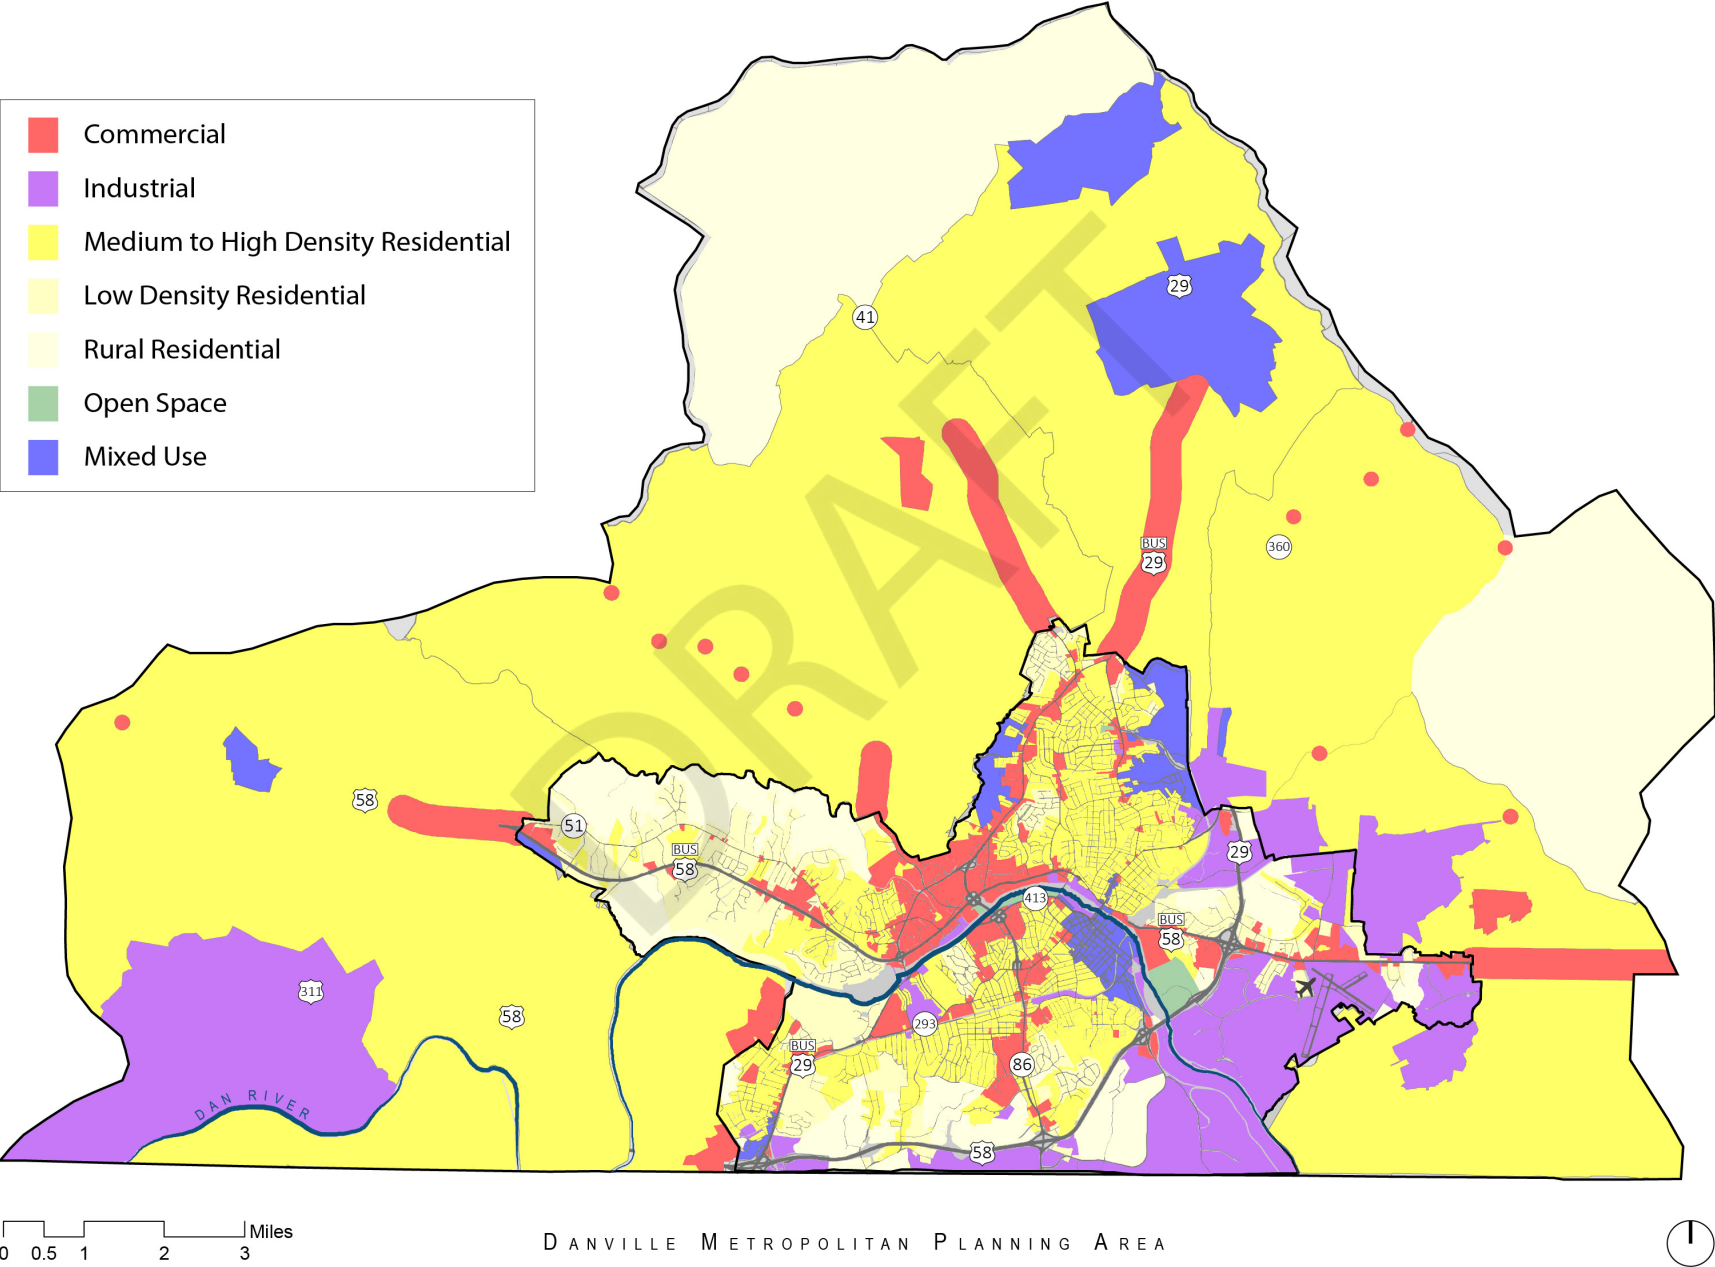 Commercial
Industrial
Medium to High Density Residential
Low Density Residential
Rural Residential
Open Space
Mixed Use
DRAFT
29
41
BUS
29
360
58
51
BUS
58
29
413
BUS
58
311
58
293
BUS
29
86
DAN RIVER
58
0 0.5 1 2 3 Miles
DANVILLE METROPOLITAN PLANNING AREA